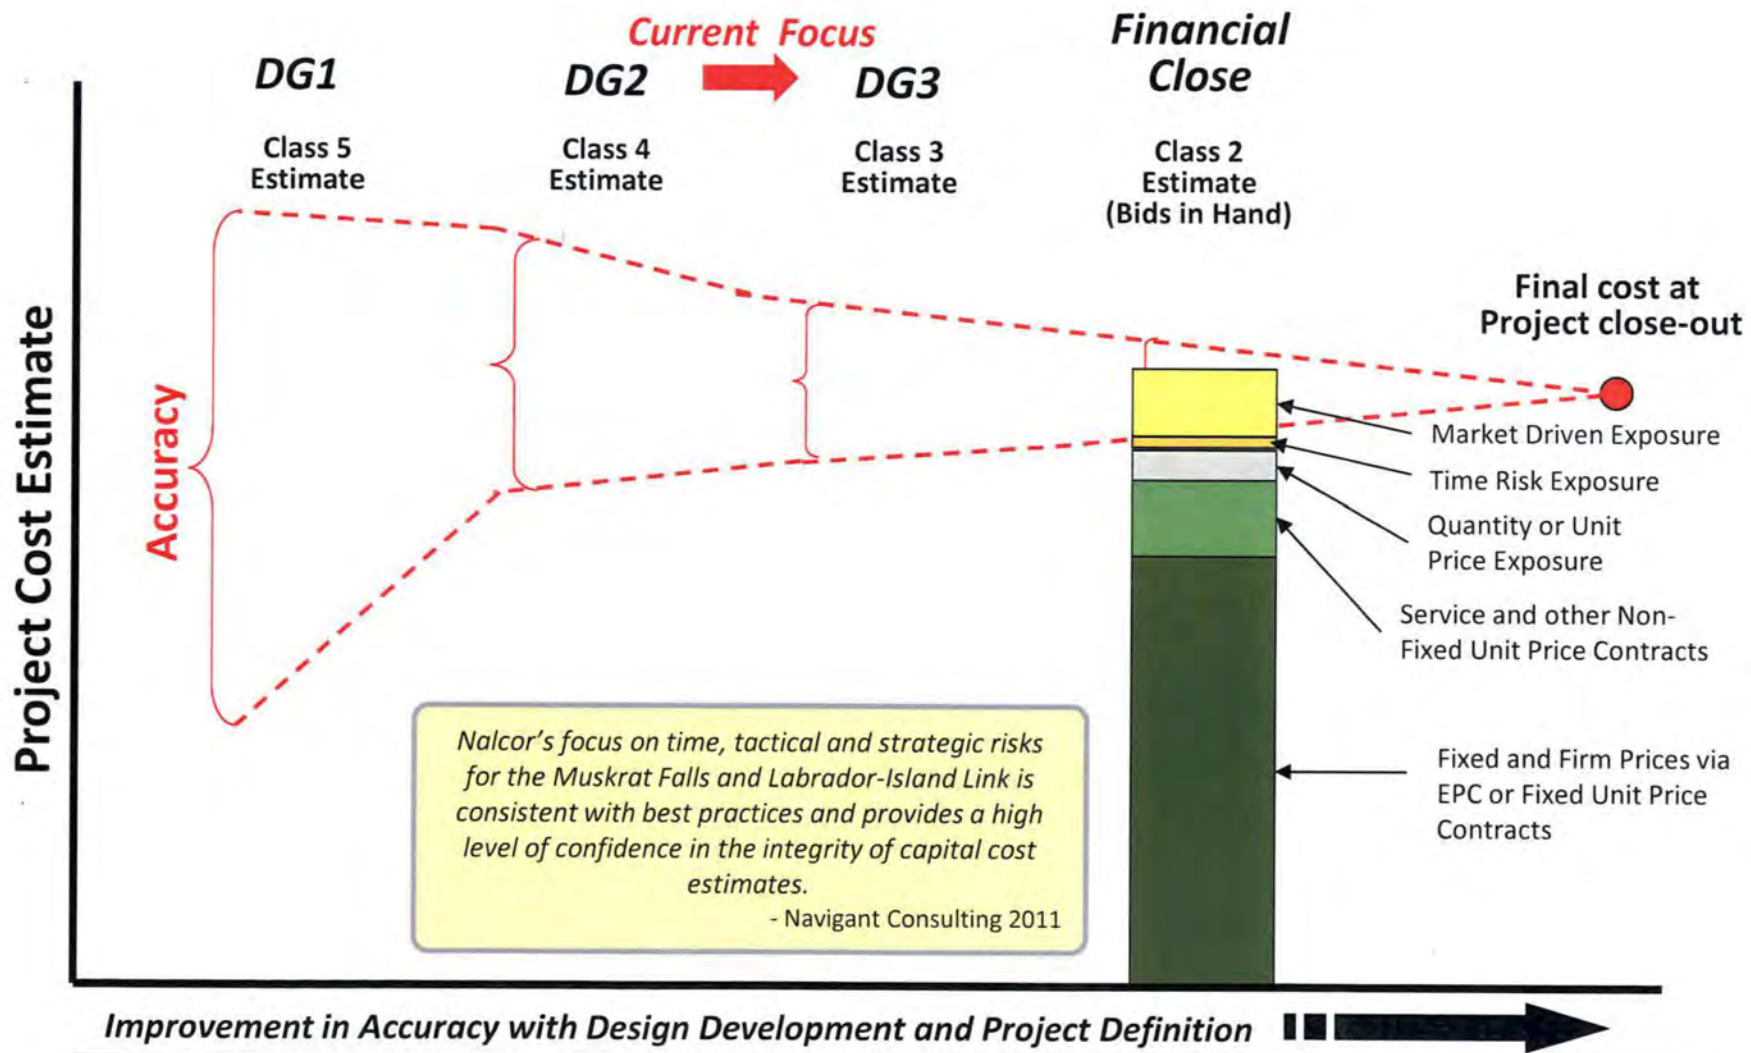 Current Focus
DG1
DG2
DG3
Financial
Close
Class 5
Estimate
Class 4
Estimate
Class 3
Estimate
Class 2
Estimate
(Bids in Hand)
Project Cost Estimate
Accuracy
Final cost at
Project close-out
Market Driven Exposure
Time Risk Exposure
Quantity or Unit
Price Exposure
Service and other Non-
Fixed Unit Price Contracts
Fixed and Firm Prices via
EPC or Fixed Unit Price
Contracts
Nalcor's focus on time, tactical and strategic risks
for the Muskrat Falls and Labrador-Island Link is
consistent with best practices and provides a high
level of confidence in the integrity of capital cost
estimates.
- Navigant Consulting 2011
Improvement in Accuracy with Design Development and Project Definition